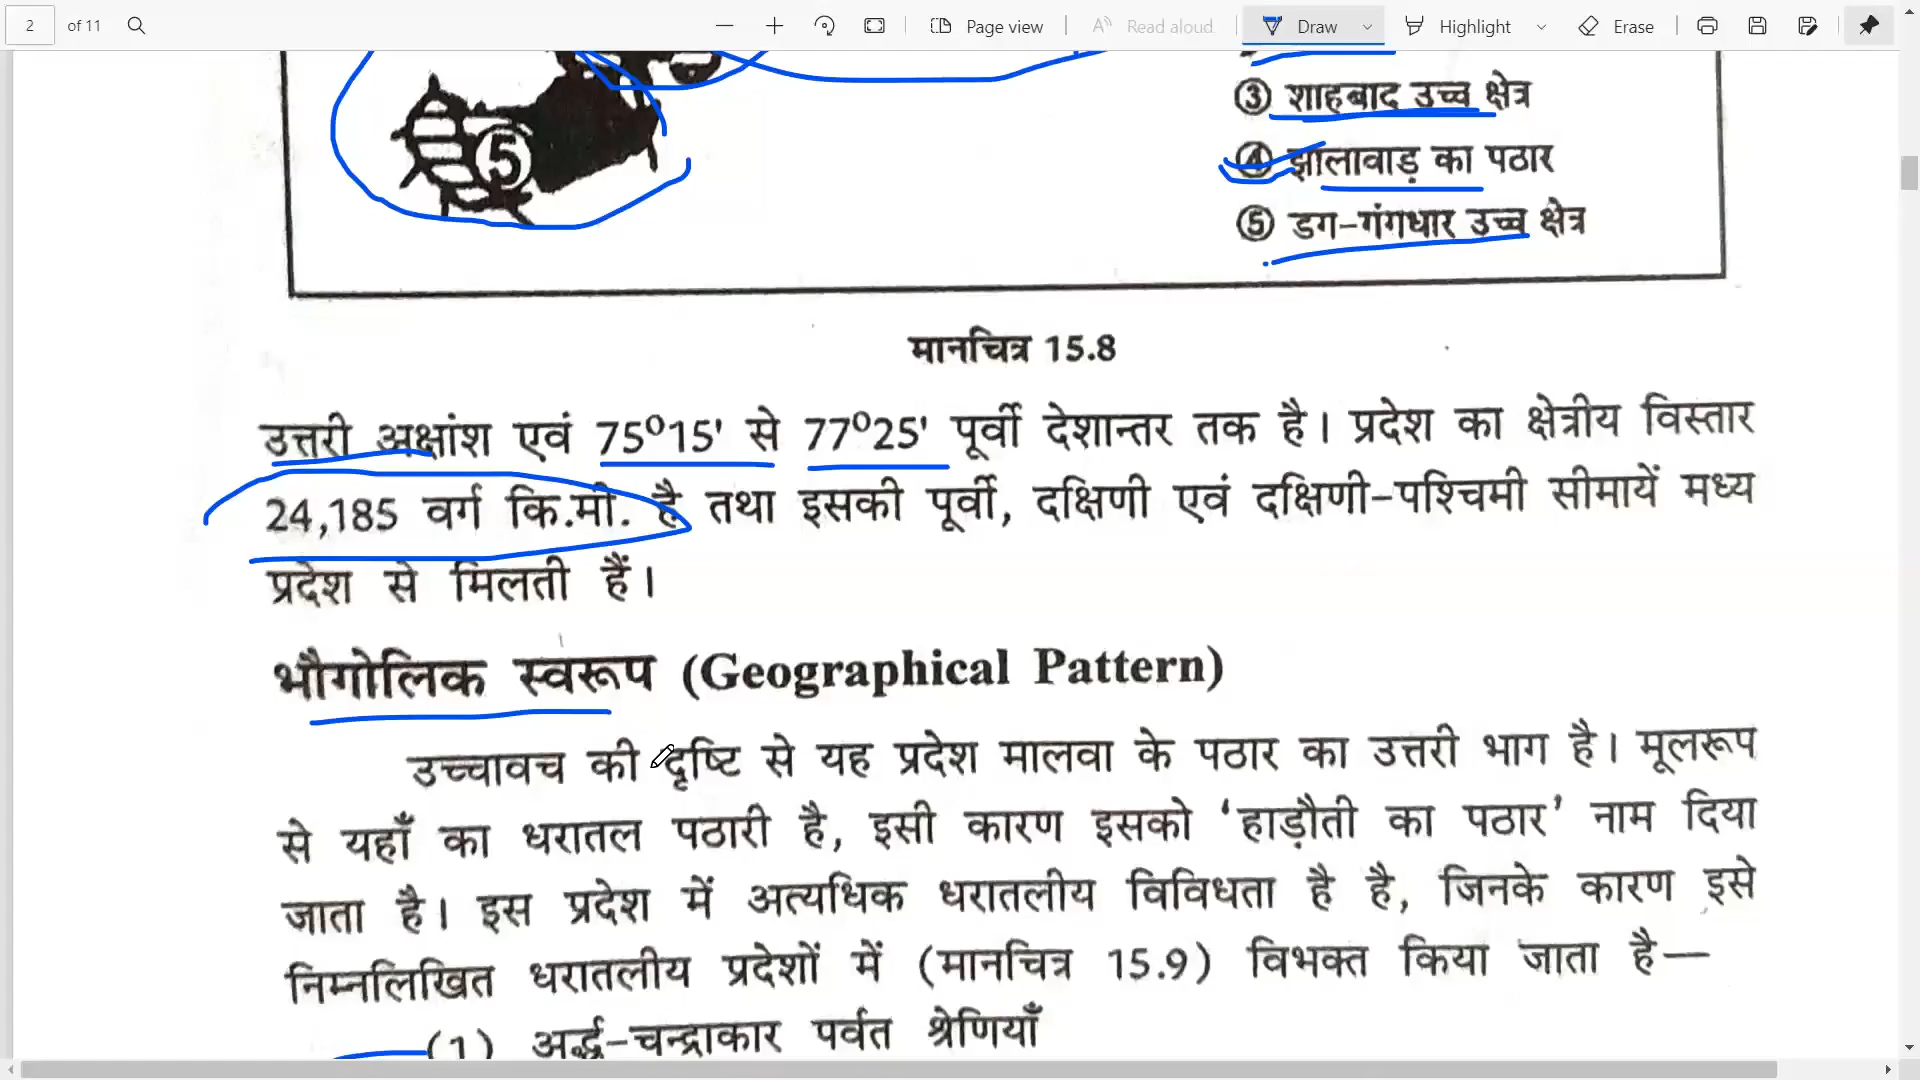 2 of 11 Page view Read aloud Draw Highlight Erase
③ शाहबाद उच्च क्षेत्र
④ झालावाड़ का पठार
5
⑤ डग-गंगधार उच्च क्षेत्र
मानचित्र 15.8
उत्तरी अक्षांश एवं 75⁰15' से 77⁰25' पूर्वी देशान्तर तक है। प्रदेश का क्षेत्रीय विस्तार
24,185 वर्ग कि.मी. है तथा इसकी पूर्वी, दक्षिणी एवं दक्षिणी-पश्चिमी सीमायें मध्य
प्रदेश से मिलती हैं।
भौगोलिक स्वरूप (Geographical Pattern)
उच्चावच की दृष्टि से यह प्रदेश मालवा के पठार का उत्तरी भाग है। मूलरूप
से यहाँ का धरातल पठारी है, इसी कारण इसको ‘हाड़ौती का पठार’ नाम दिया
जाता है। इस प्रदेश में अत्यधिक धरातलीय विविधता है है, जिनके कारण इसे
निम्नलिखित धरातलीय प्रदेशों में (मानचित्र 15.9) विभक्त किया जाता है—
(1) अर्द्ध-चन्द्राकार पर्वत श्रेणियाँ